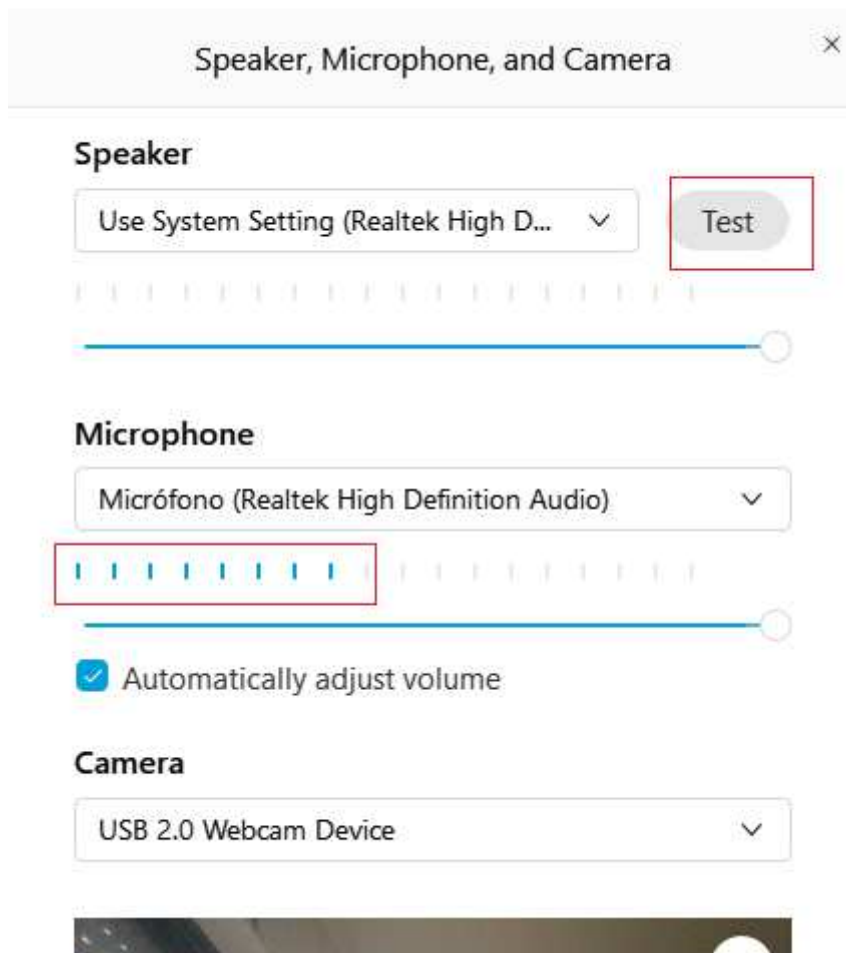 Speaker, Microphone, and Camera
Speaker
Use System Setting (Realtek High D...
Test
Microphone
Micrófono (Realtek High Definition Audio)
Automatically adjust volume
Camera
USB 2.0 Webcam Device